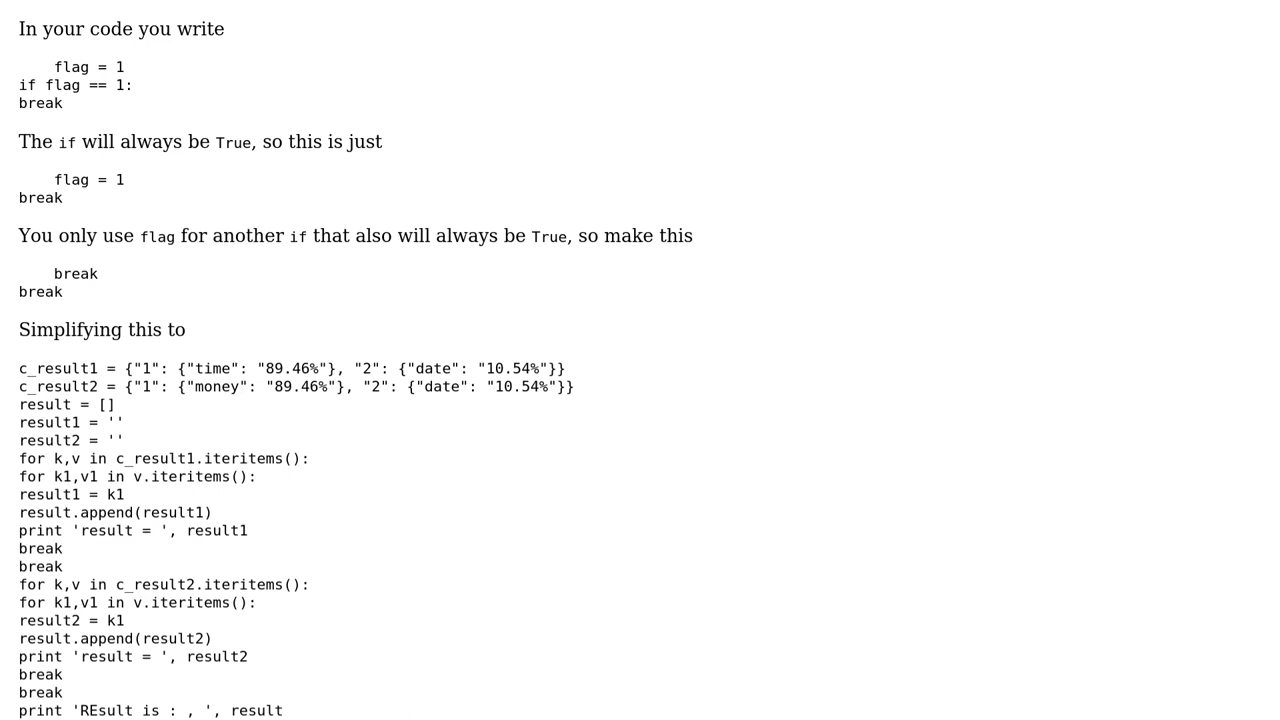 In your code you write
    flag = 1
if flag == 1:
break
The if will always be True, so this is just
    flag = 1
break
You only use flag for another if that also will always be True, so make this
    break
break
Simplifying this to
c_result1 = {"1": {"time": "89.46%"}, "2": {"date": "10.54%"}}
c_result2 = {"1": {"money": "89.46%"}, "2": {"date": "10.54%"}}
result = []
result1 = ''
result2 = ''
for k,v in c_result1.iteritems():
for k1,v1 in v.iteritems():
result1 = k1
result.append(result1)
print 'result = ', result1
break
break
for k,v in c_result2.iteritems():
for k1,v1 in v.iteritems():
result2 = k1
result.append(result2)
print 'result = ', result2
break
break
print 'REsult is : , ', result